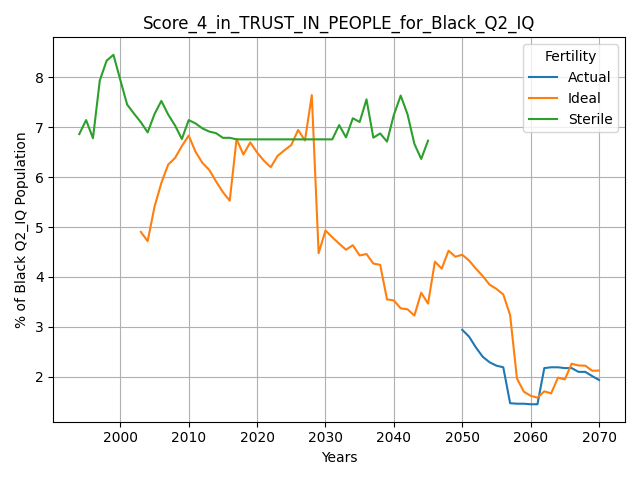 Score_4_in_TRUST_IN_PEOPLE_for_Black_Q2_IQ
Fertility
Actual
Ideal
Sterile
% of Black Q2_IQ Population
8
7
6
5
4
3
2
2000 2010 2020 2030 2040 2050 2060 2070
Years